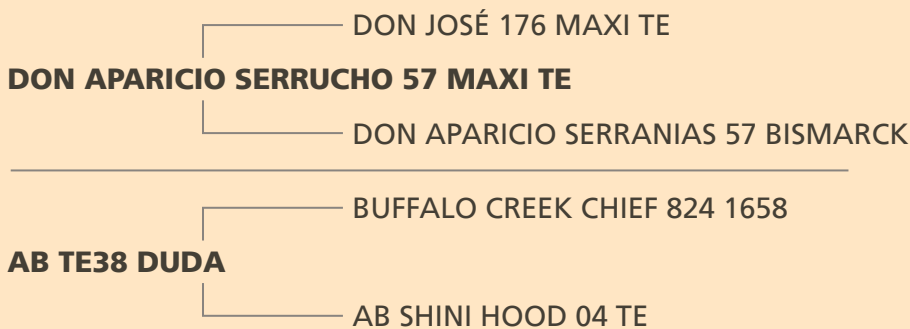 DON JOSÉ 176 MAXI TE
DON APARICIO SERRUCHO 57 MAXI TE
DON APARICIO SERRANIAS 57 BISMARCK
BUFFALO CREEK CHIEF 824 1658
AB TE38 DUDA
AB SHINI HOOD 04 TE